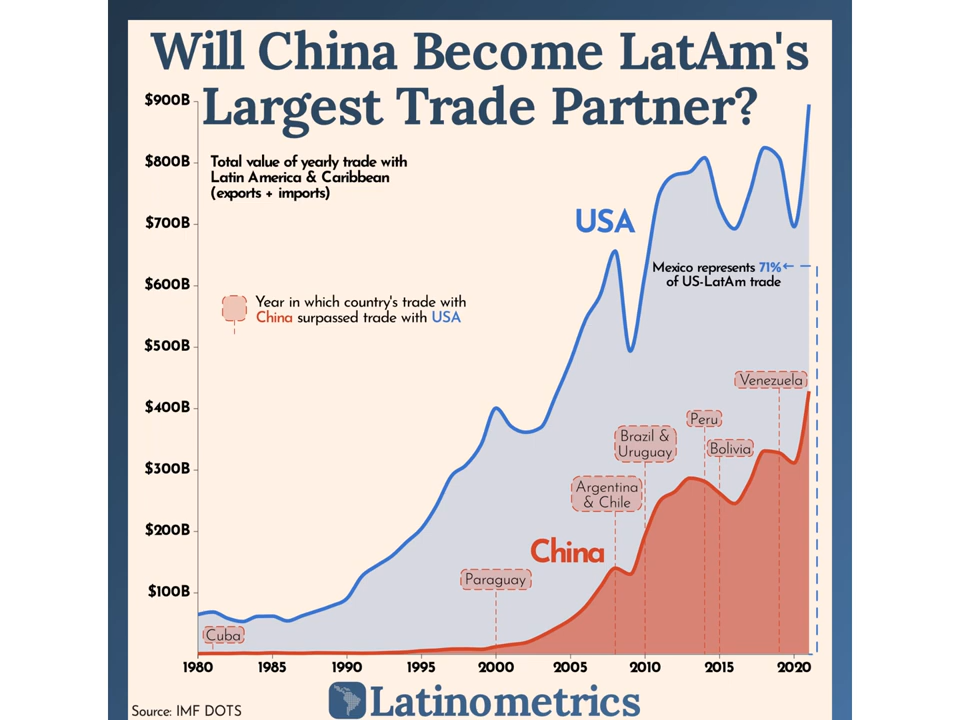 Will China Become LatAm's
Largest Trade Partner?
$900B
$800B
$700B
$600B
$500B
$400B
$300B
$200B
$100B
Total value of yearly trade with
Latin America & Caribbean
(exports + imports)
USA
Mexico represents 71%←
of US-LatAm trade
Year in which country's trade with
China surpassed trade with USA
Venezuela
Peru
Bolivia
Brazil &
Uruguay
Argentina
& Chile
China
Paraguay
Cuba
1980 1985 1990 1995 2000 2005 2010 2015 2020
Latinometrics
Source: IMF DOTS